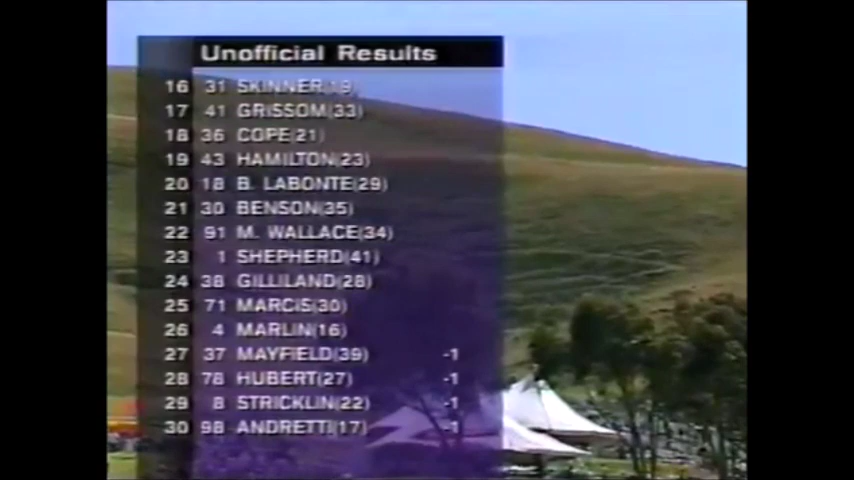 Unofficial Results
16 31 SKINNER(19)
17 41 GRISSOM(33)
18 36 COPE(21)
19 43 HAMILTON(23)
20 18 B. LABONTE(29)
21 30 BENSON(35)
22 91 M. WALLACE(34)
23 1 SHEPHERD(41)
24 38 GILLILAND(28)
25 71 MARCIS(30)
26 4 MARLIN(16)
27 37 MAYFIELD(39) -1
28 78 HUBERT(27) -1
29 8 STRICKLIN(22) -1
30 98 ANDRETTI(17) -1